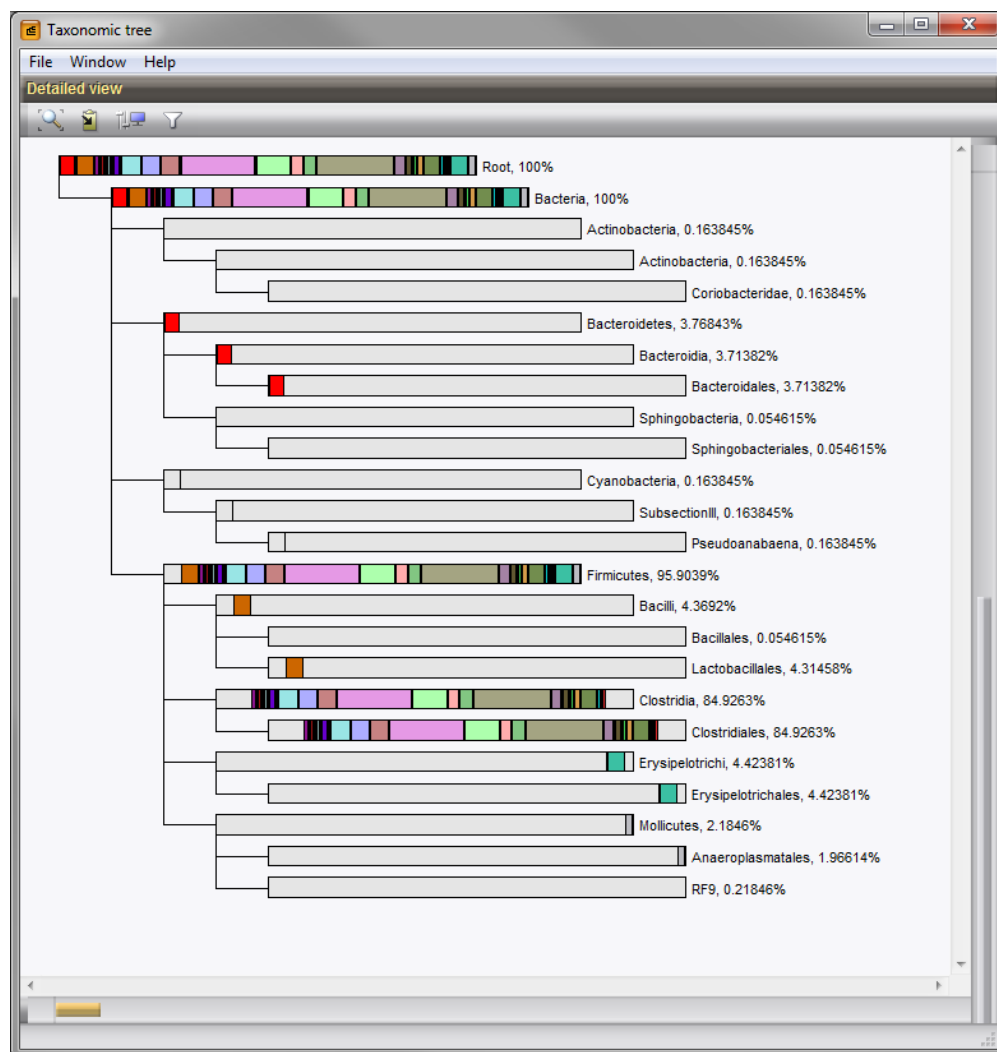 Taxonomic tree
File Window Help
Detailed view
Root, 100%
Bacteria, 100%
Actinobacteria, 0.163845%
Actinobacteria, 0.163845%
Coriobacteridae, 0.163845%
Bacteroidetes, 3.76843%
Bacteroidia, 3.71382%
Bacteroidales, 3.71382%
Sphingobacteria, 0.054615%
Sphingobacteriales, 0.054615%
Cyanobacteria, 0.163845%
SubsectionIII, 0.163845%
Pseudoanabaena, 0.163845%
Firmicutes, 95.9039%
Bacilli, 4.3692%
Bacillales, 0.054615%
Lactobacillales, 4.31458%
Clostridia, 84.9263%
Clostridiales, 84.9263%
Erysipelotrichi, 4.42381%
Erysipelotrichales, 4.42381%
Mollicutes, 2.1846%
Anaeroplasmatales, 1.96614%
RF9, 0.21846%